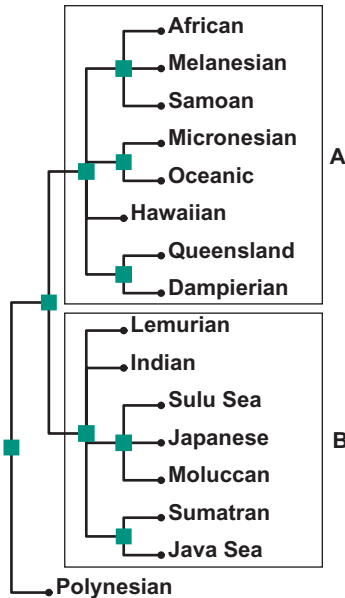 African
Melanesian
Samoan
Micronesian
A
Oceanic
Hawaiian
Queensland
Dampierian
Lemurian
Indian
Sulu Sea
Japanese
B
Moluccan
Sumatran
Java Sea
Polynesian